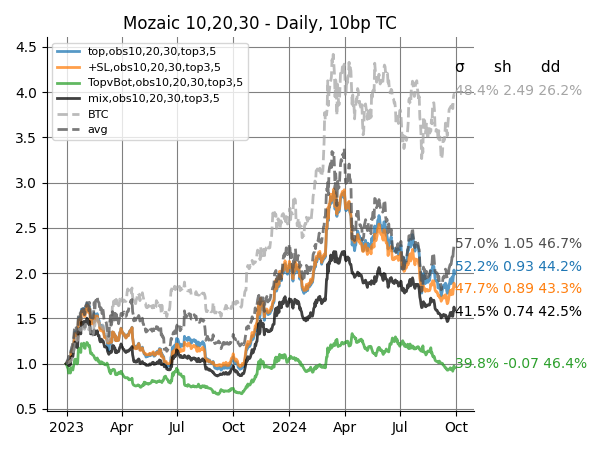 Mozaic 10,20,30 - Daily, 10bp TC
top,obs10,20,30,top3,5
+SL,obs10,20,30,top3,5
TopvBot,obs10,20,30,top3,5
mix,obs10,20,30,top3,5
BTC
avg
σ sh dd
48.4% 2.49 26.2%
57.0% 1.05 46.7%
52.2% 0.93 44.2%
47.7% 0.89 43.3%
41.5% 0.74 42.5%
39.8% -0.07 46.4%
4.5
4.0
3.5
3.0
2.5
2.0
1.5
1.0
0.5
2023 Apr Jul Oct 2024 Apr Jul Oct